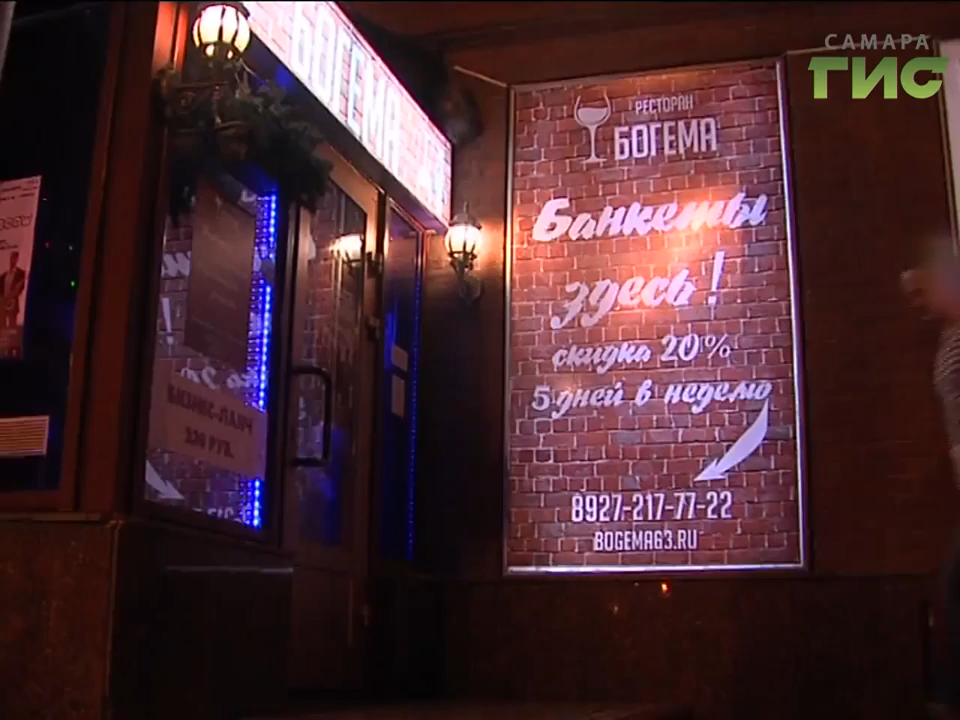 САМАРА
ГИС
БОГЕМА
РЕСТОРАН
БОГЕМА
Банкеты
здесь!
скидка 20%
5 дней в неделю
8927-217-77-22
BOGEMA63.RU
БИЗНЕС-ЛАНЧ
РУБ.